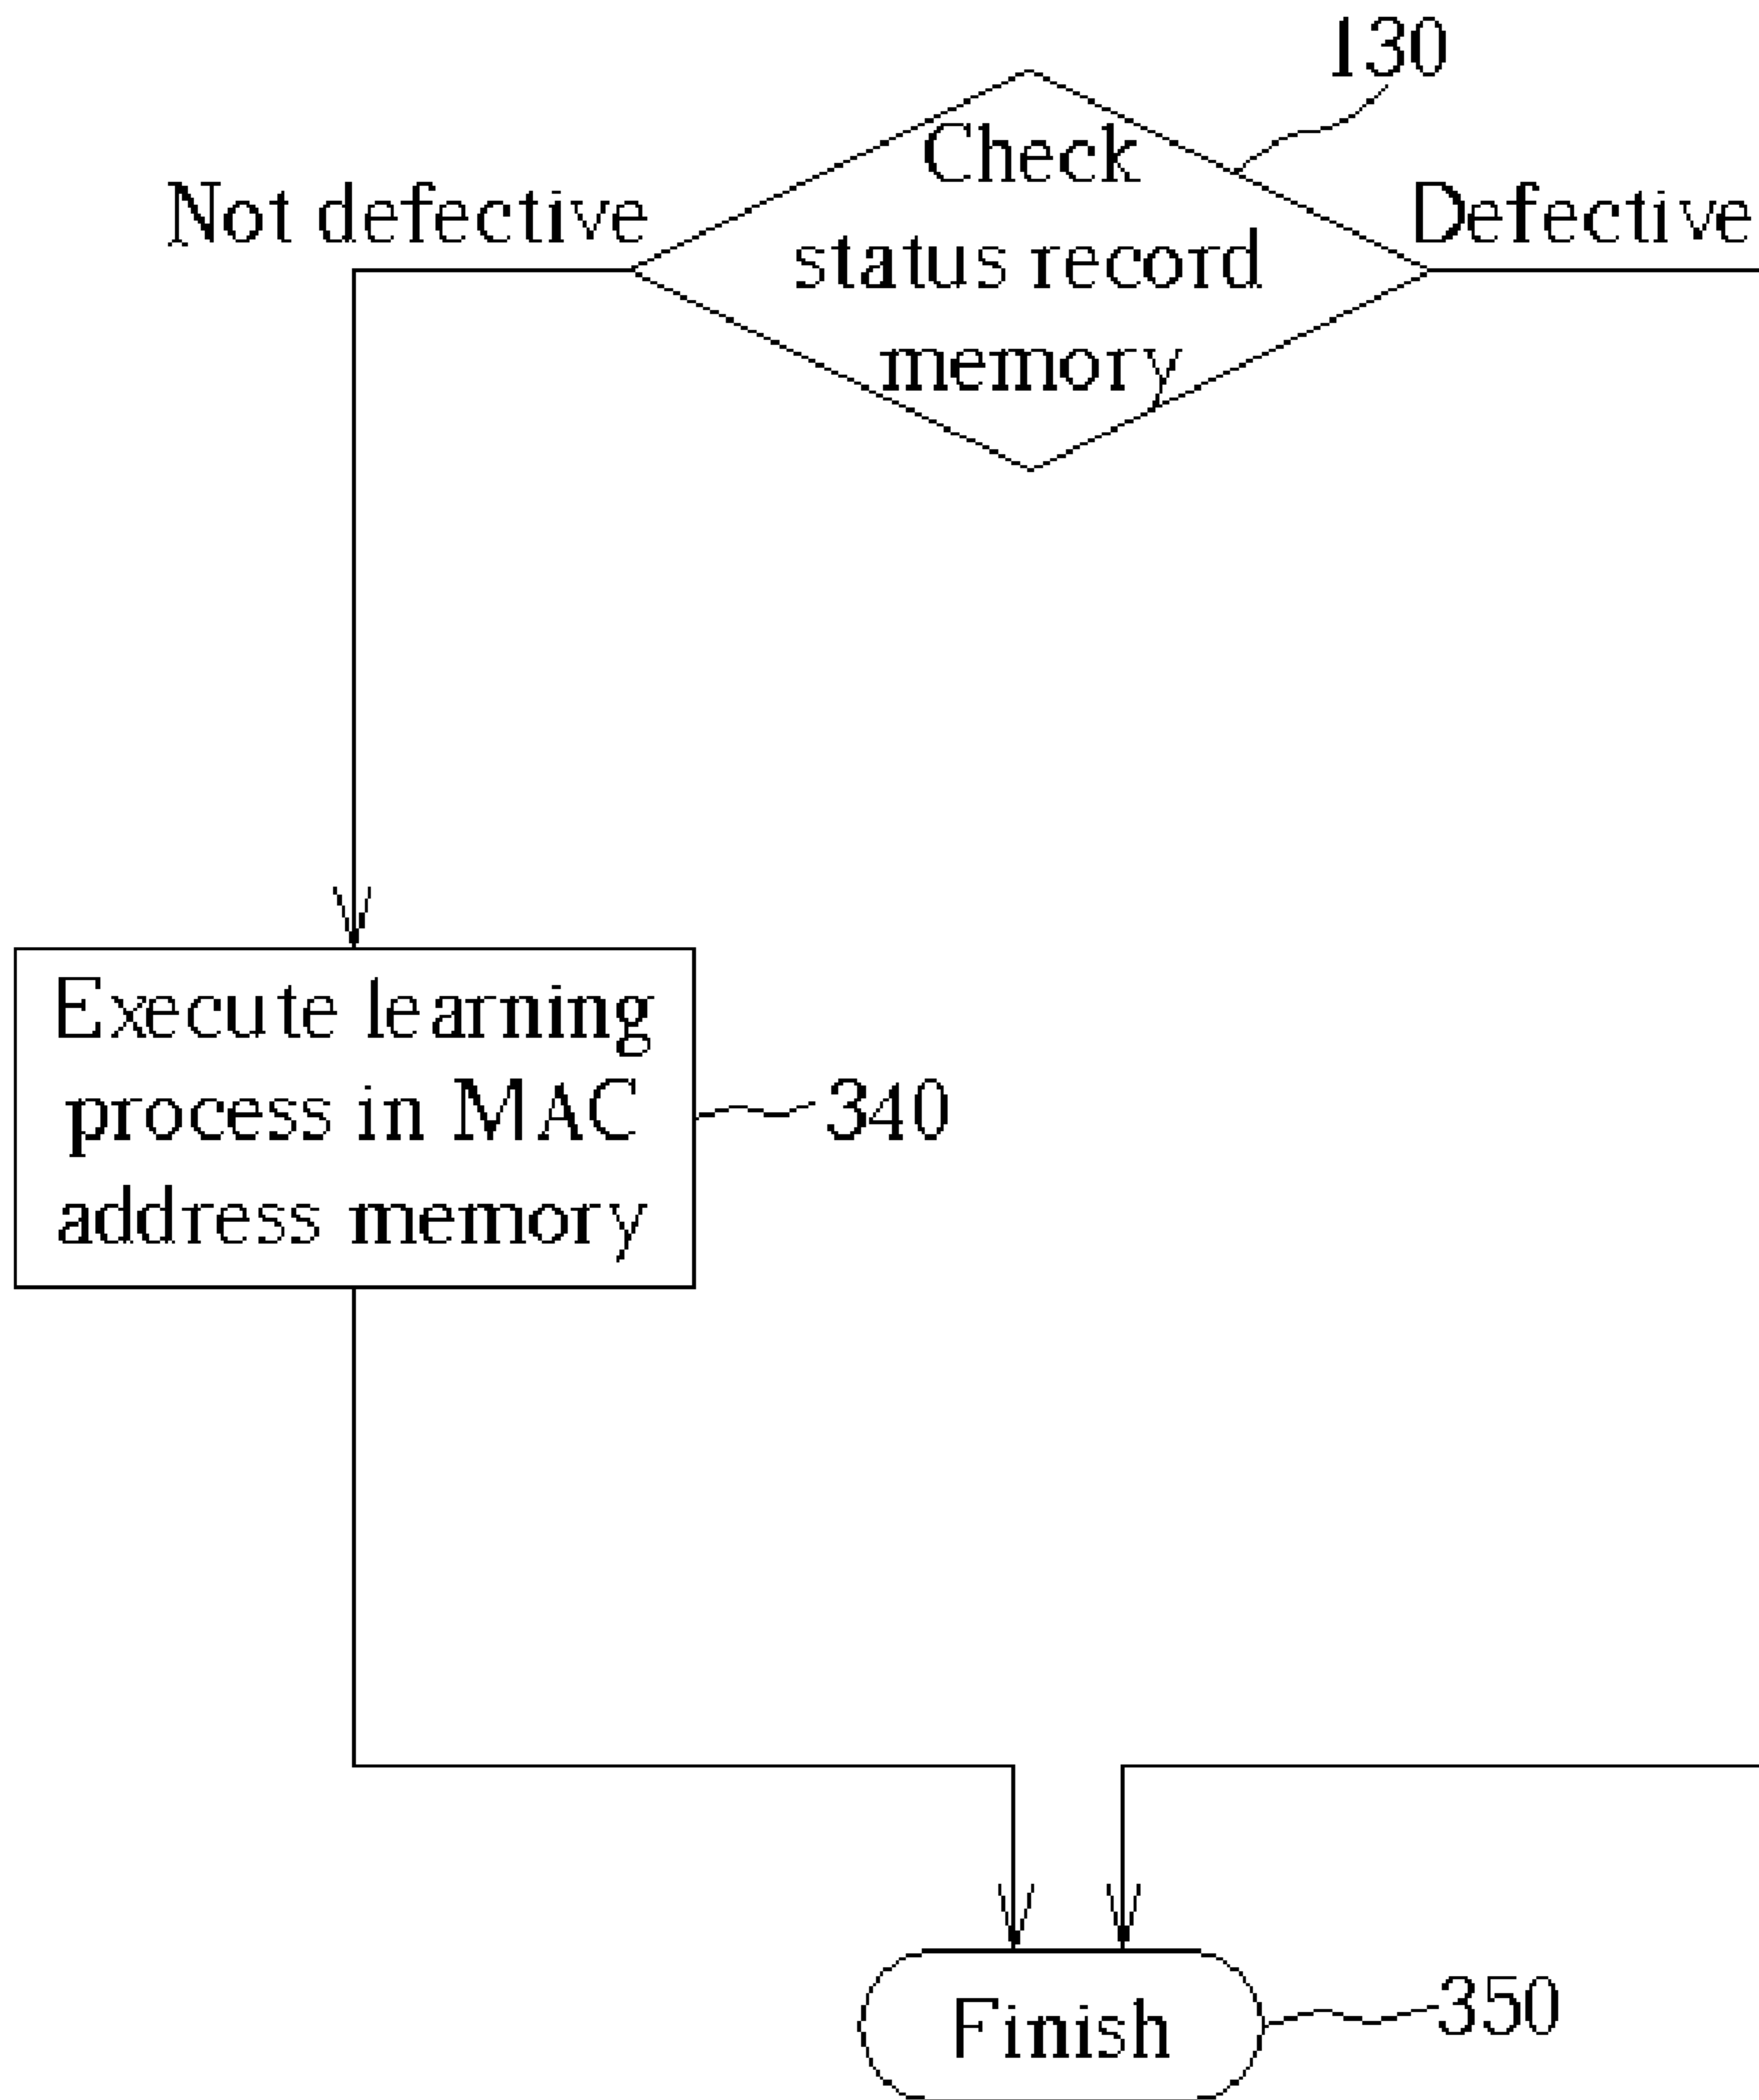 130
Check
status record
memory
Not defective
Defective
Execute learning
process in MAC
address memory
340
Finish
350